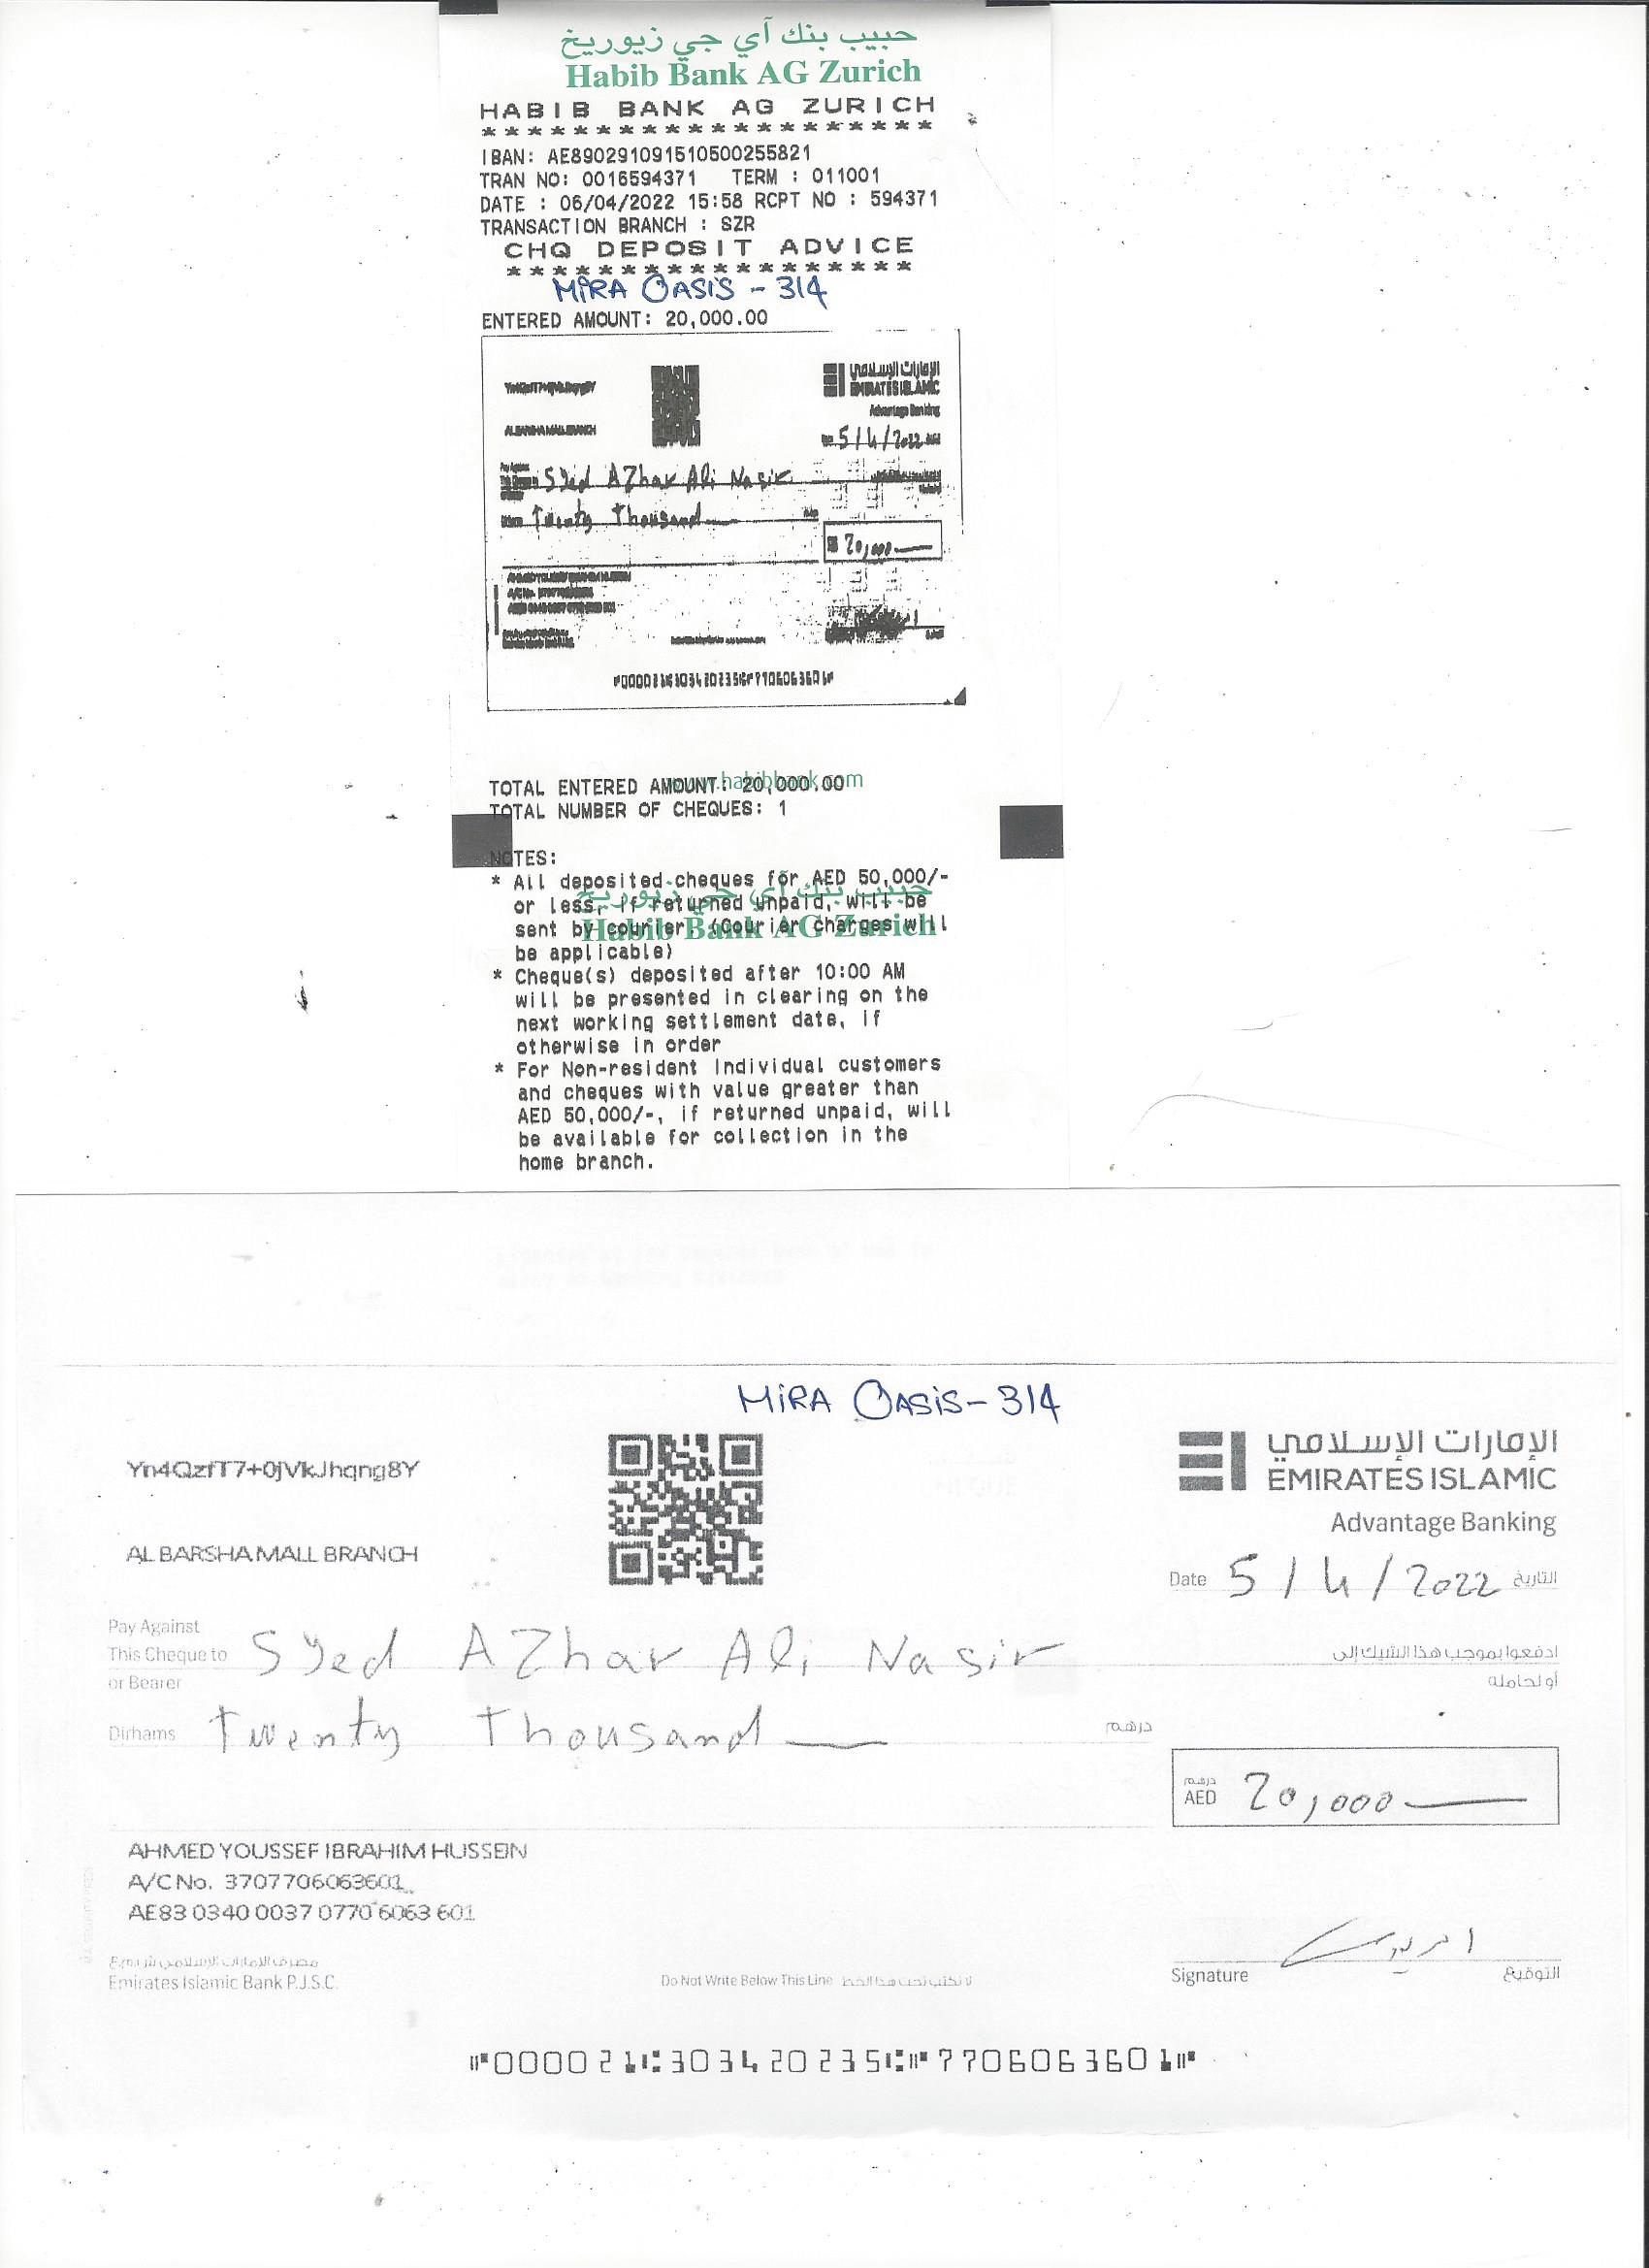 حبيب بنك آي جي زيوريخ
Habib Bank AG Zurich
HABIB BANK AG ZURICH
********************
IBAN: AE890291091510500255821
TRAN NO: 0016594371 TERM : 011001
DATE : 06/04/2022 15:58 RCPT NO : 594371
TRANSACTION BRANCH : SZR
CHQ DEPOSIT ADVICE
******************
MIRA OASIS - 314
ENTERED AMOUNT: 20,000.00
الإمارات الإسلامي
EMIRATES ISLAMIC
Advantage Banking
AL BARSHA MALL BRANCH
5/4/2022
Syed AZhar Ali Nasir
Twenty Thousand
20,000
TOTAL ENTERED AMOUNT: 20,000.00
www.habibbank.com
TOTAL NUMBER OF CHEQUES: 1
NOTES:
* All deposited cheques for AED 50,000/-
حبيب بنك آي جي زيوريخ
or less, if returned unpaid, will be
sent by courier. (Courier charges will
Habib Bank AG Zurich
be applicable)
* Cheque(s) deposited after 10:00 AM
will be presented in clearing on the
next working settlement date, if
otherwise in order
* For Non-resident Individual customers
and cheques with value greater than
AED 50,000/-, if returned unpaid, will
be available for collection in the
home branch.
MIRA OASIS - 314
Yn4QzfT7+0jVkJhqng8Y
الإمارات الإسلامي
EMIRATES ISLAMIC
Advantage Banking
AL BARSHA MALL BRANCH
Date 5/4/2022 التاريخ
Pay Against
This Cheque to Syed AZhar Ali Nasir ادفعوا بموجب هذا الشيك إلى
or Bearer أو لحامله
Dirhams Twenty Thousand درهم
درهم
AED 20,000
AHMED YOUSSEF IBRAHIM HUSSEIN
A/C No. 3707706063601
AE83 0340 0037 0770 6063 601
مصرف الإمارات الإسلامي ش.م.ع
Emirates Islamic Bank P.J.S.C.
Do Not Write Below This Line لا تكتب تحت هذا الخط
Signature التوقيع
⑈000021⑆303420235⑆⑈7706063601⑈